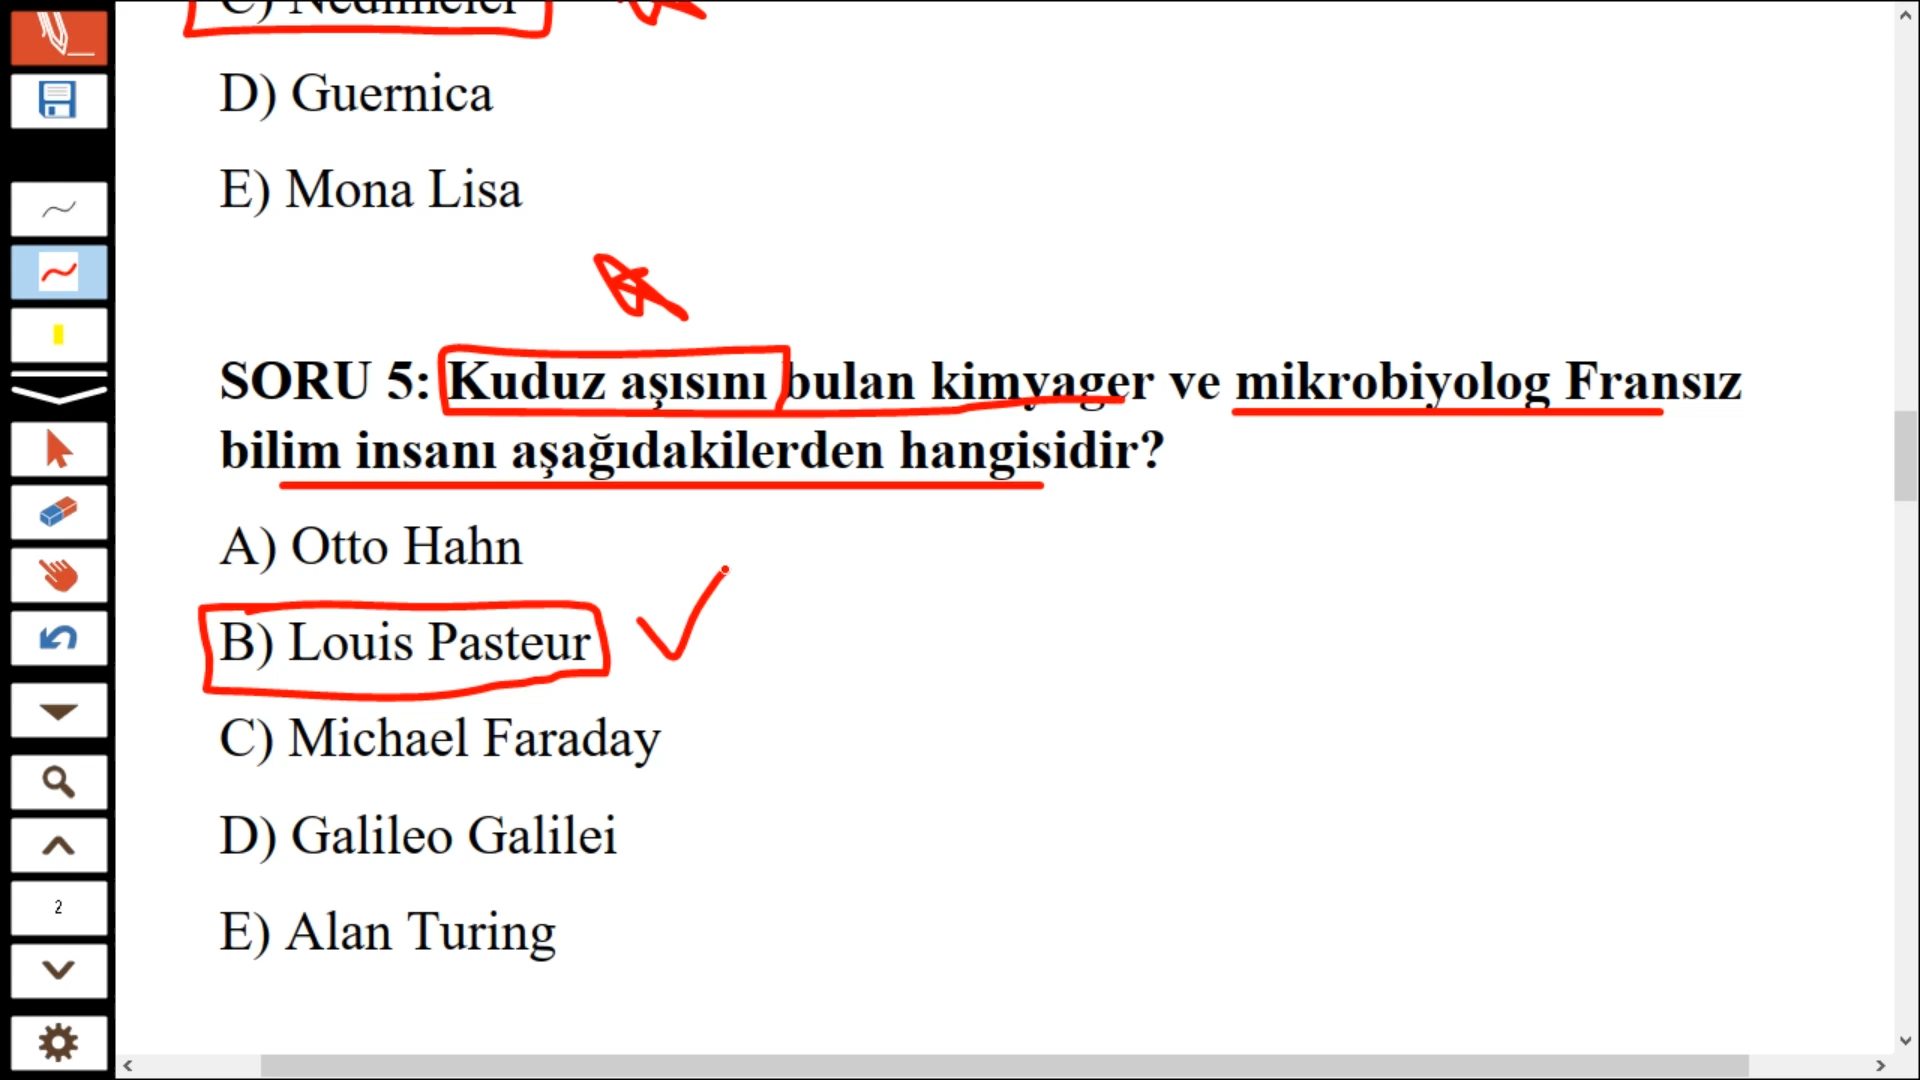 C) Nedimeler
D) Guernica
E) Mona Lisa
SORU 5: Kuduz aşısını bulan kimyager ve mikrobiyolog Fransız
bilim insanı aşağıdakilerden hangisidir?
A) Otto Hahn
B) Louis Pasteur
C) Michael Faraday
D) Galileo Galilei
E) Alan Turing
2